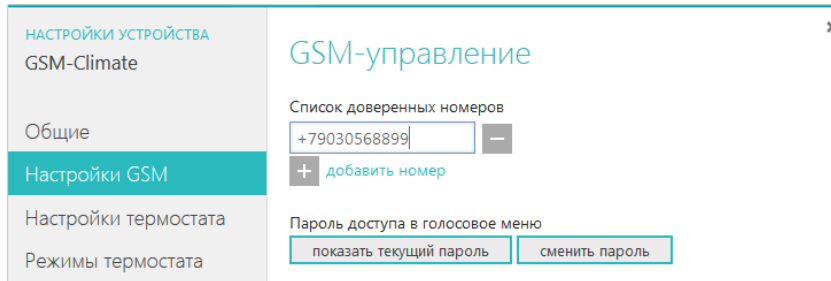 НАСТРОЙКИ УСТРОЙСТВА
GSM-Climate
Общие
Настройки GSM
Настройки термостата
Режимы термостата
GSM-управление
Список доверенных номеров
+79030568899
добавить номер
Пароль доступа в голосовое меню
показать текущий пароль
сменить пароль